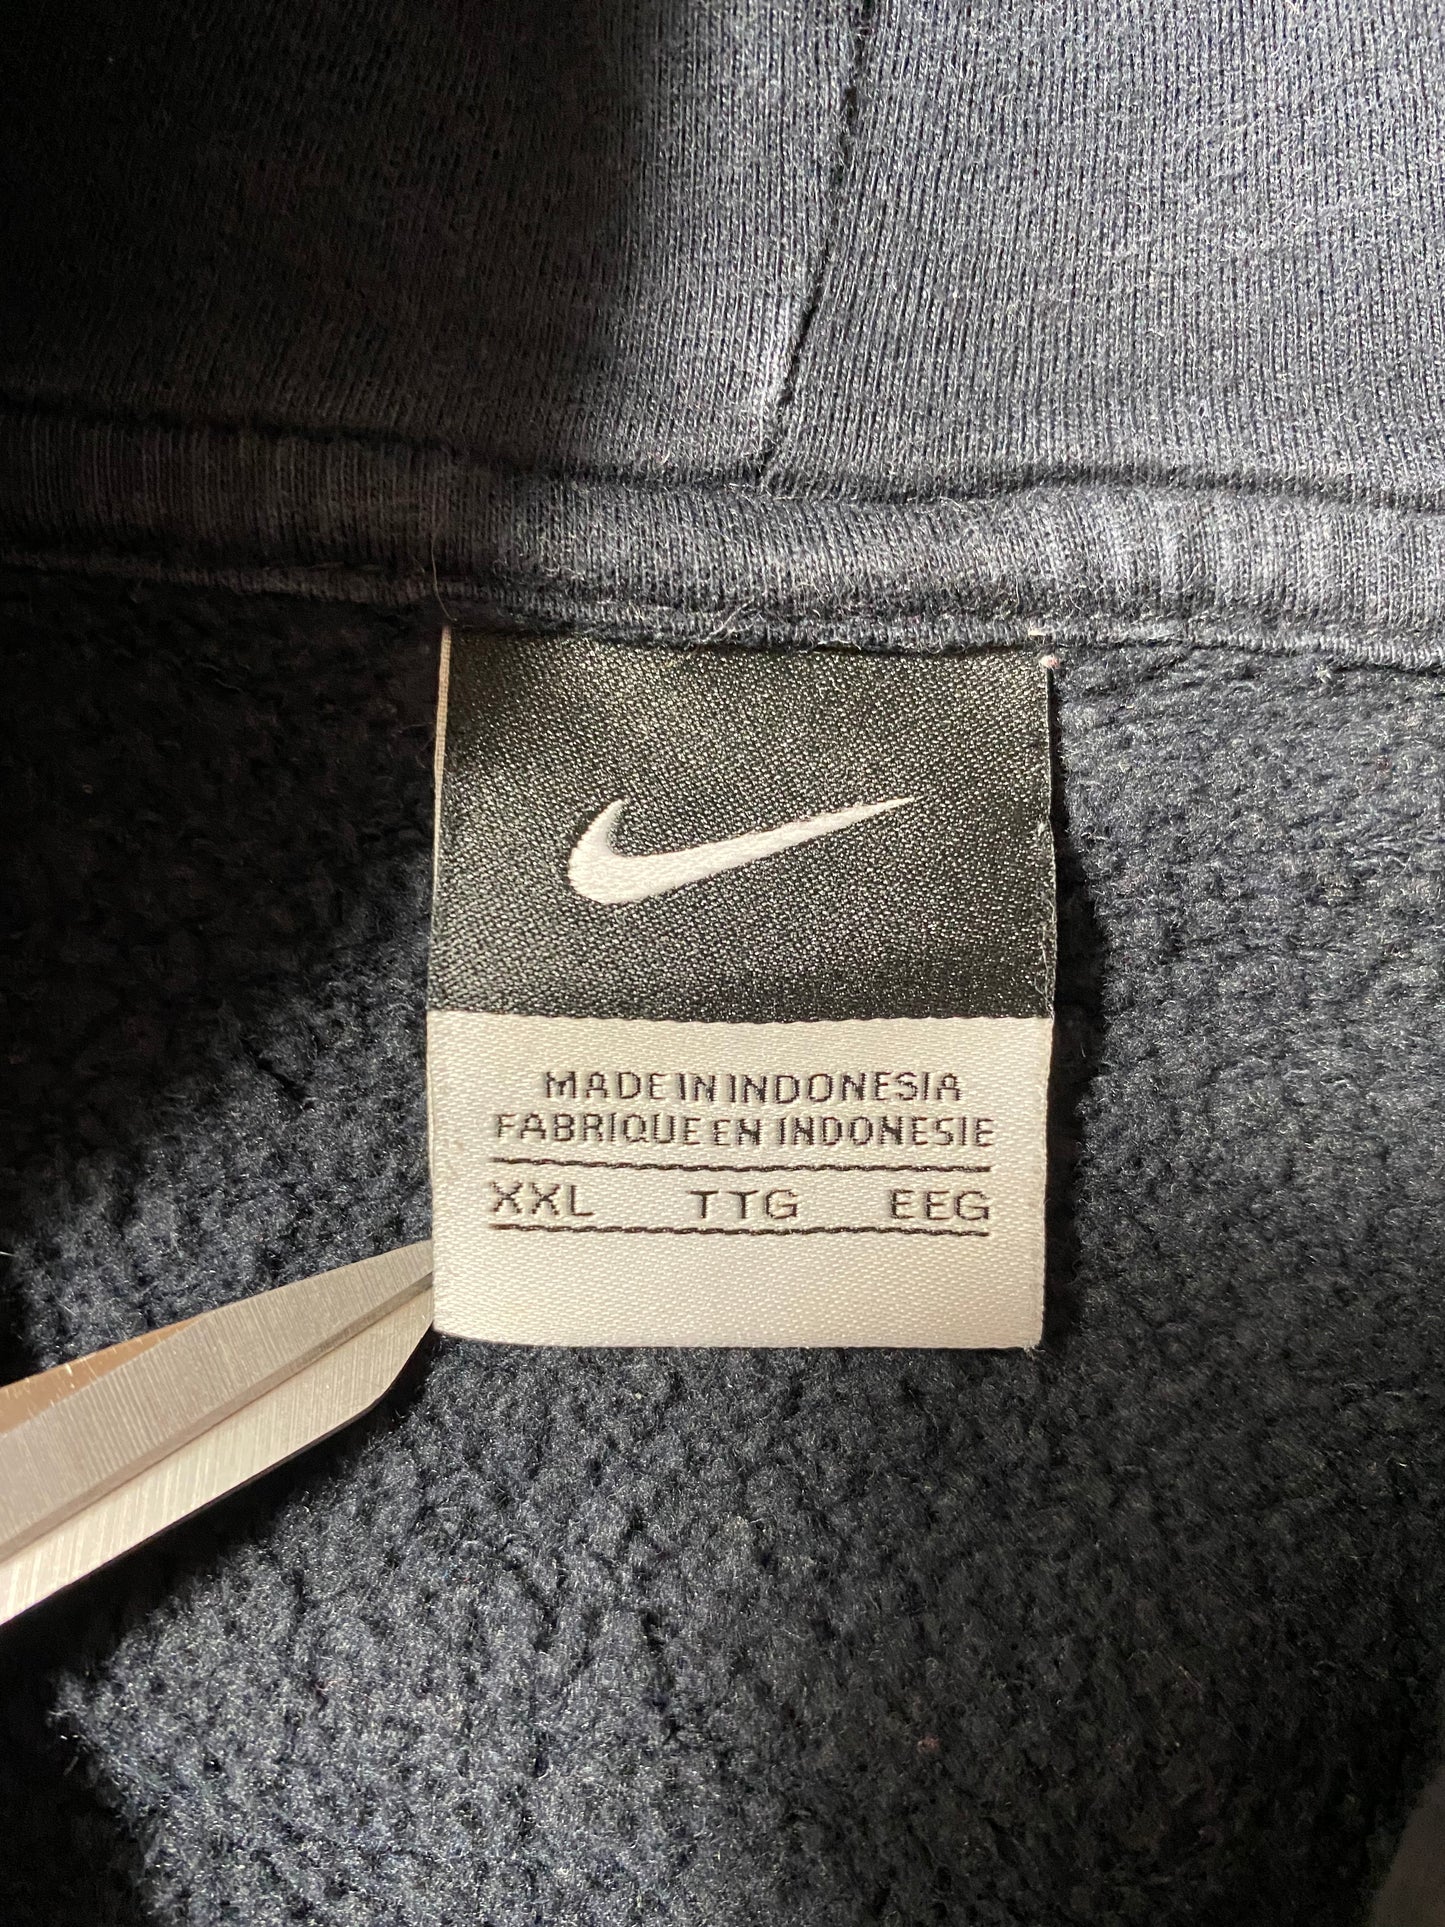 MADE IN INDONESIA
FABRIQUE EN INDONESIE
XXL TTG EEG